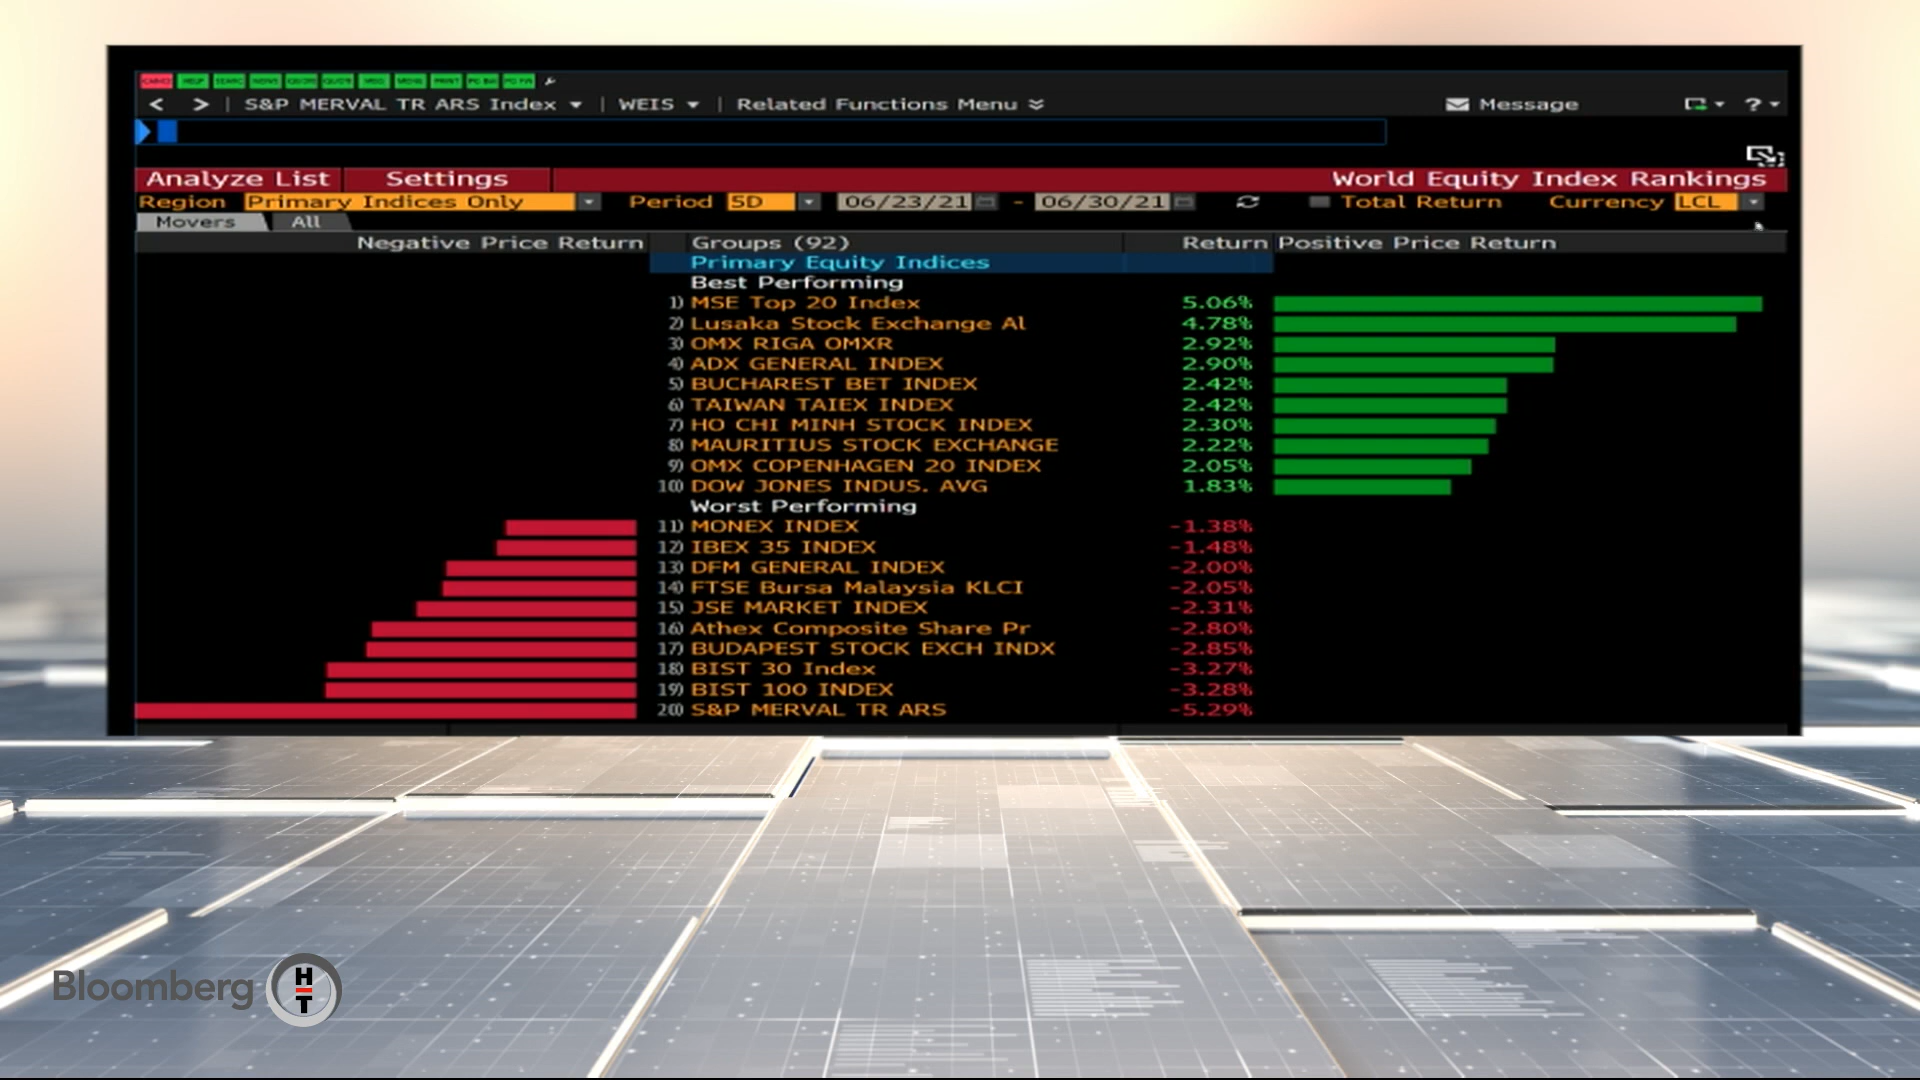 CANCL HELP SEARC NEWS QUOTE MSG MENU PRINT
< > | S&P MERVAL TR ARS Index | WEIS | Related Functions Menu Message ?
Analyze List Settings World Equity Index Rankings
Region Primary Indices Only Period 5D 06/23/21 - 06/30/21 Total Return Currency LCL
Movers All
Negative Price Return Groups (92) Return Positive Price Return
Primary Equity Indices
Best Performing
1) MSE Top 20 Index 5.06%
2) Lusaka Stock Exchange Al 4.78%
3) OMX RIGA OMXR 2.92%
4) ADX GENERAL INDEX 2.90%
5) BUCHAREST BET INDEX 2.42%
6) TAIWAN TAIEX INDEX 2.42%
7) HO CHI MINH STOCK INDEX 2.30%
8) MAURITIUS STOCK EXCHANGE 2.22%
9) OMX COPENHAGEN 20 INDEX 2.05%
10) DOW JONES INDUS. AVG 1.83%
Worst Performing
11) MONEX INDEX -1.38%
12) IBEX 35 INDEX -1.48%
13) DFM GENERAL INDEX -2.00%
14) FTSE Bursa Malaysia KLCI -2.05%
15) JSE MARKET INDEX -2.31%
16) Athex Composite Share Pr -2.80%
17) BUDAPEST STOCK EXCH INDX -2.85%
18) BIST 30 Index -3.27%
19) BIST 100 INDEX -3.28%
20) S&P MERVAL TR ARS -5.29%
Bloomberg HT